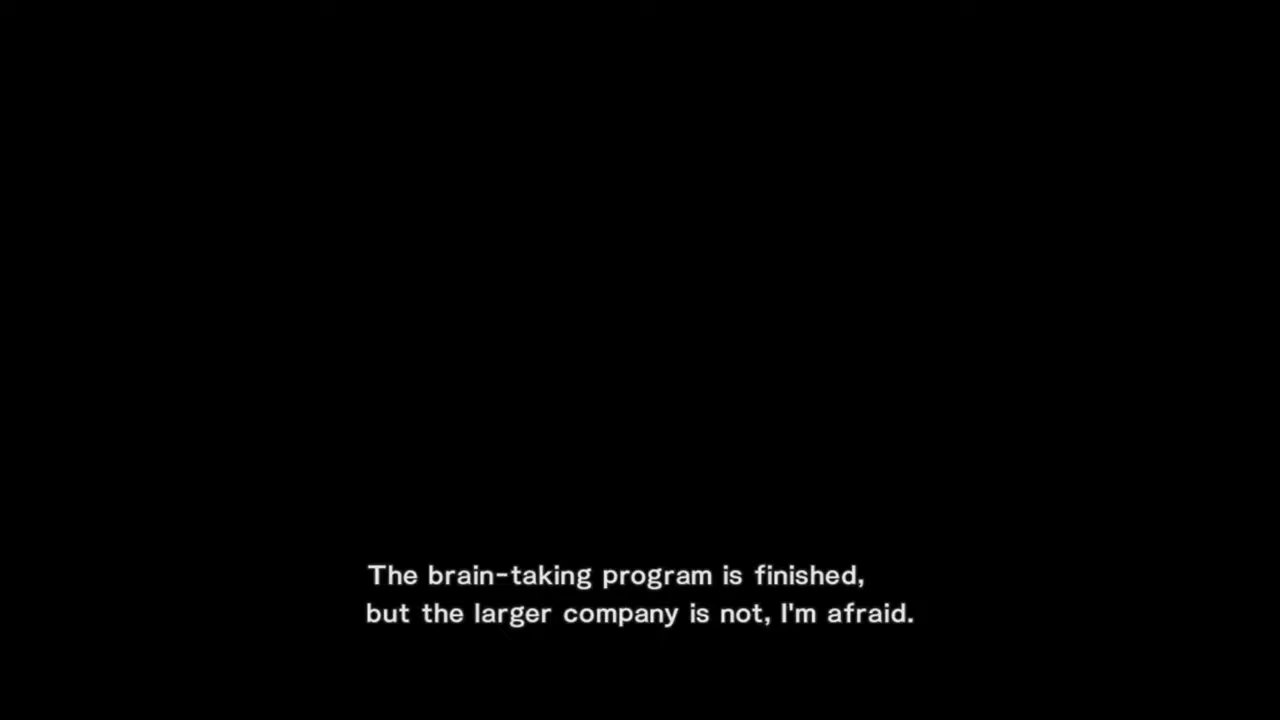 The brain-taking program is finished,
but the larger company is not, I'm afraid.